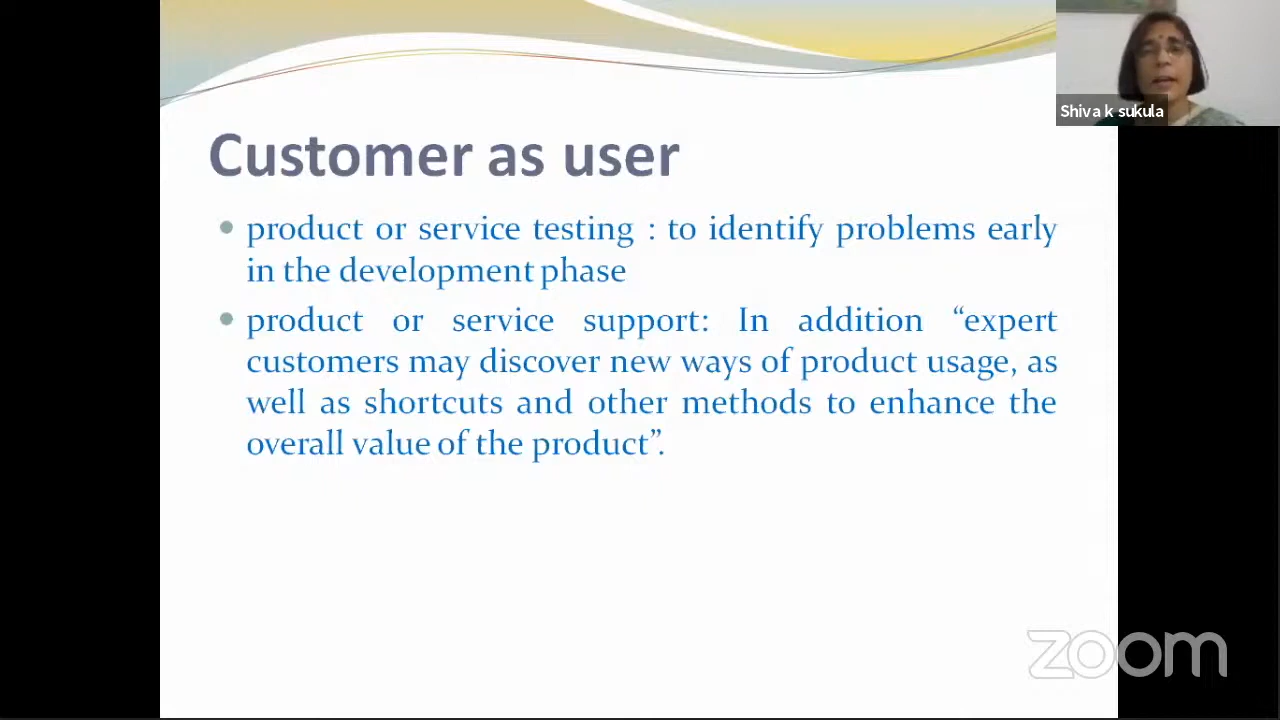 Shiva k sukula
Customer as user
product or service testing : to identify problems early
in the development phase
product or service support: In addition “expert
customers may discover new ways of product usage, as
well as shortcuts and other methods to enhance the
overall value of the product”.
zoom